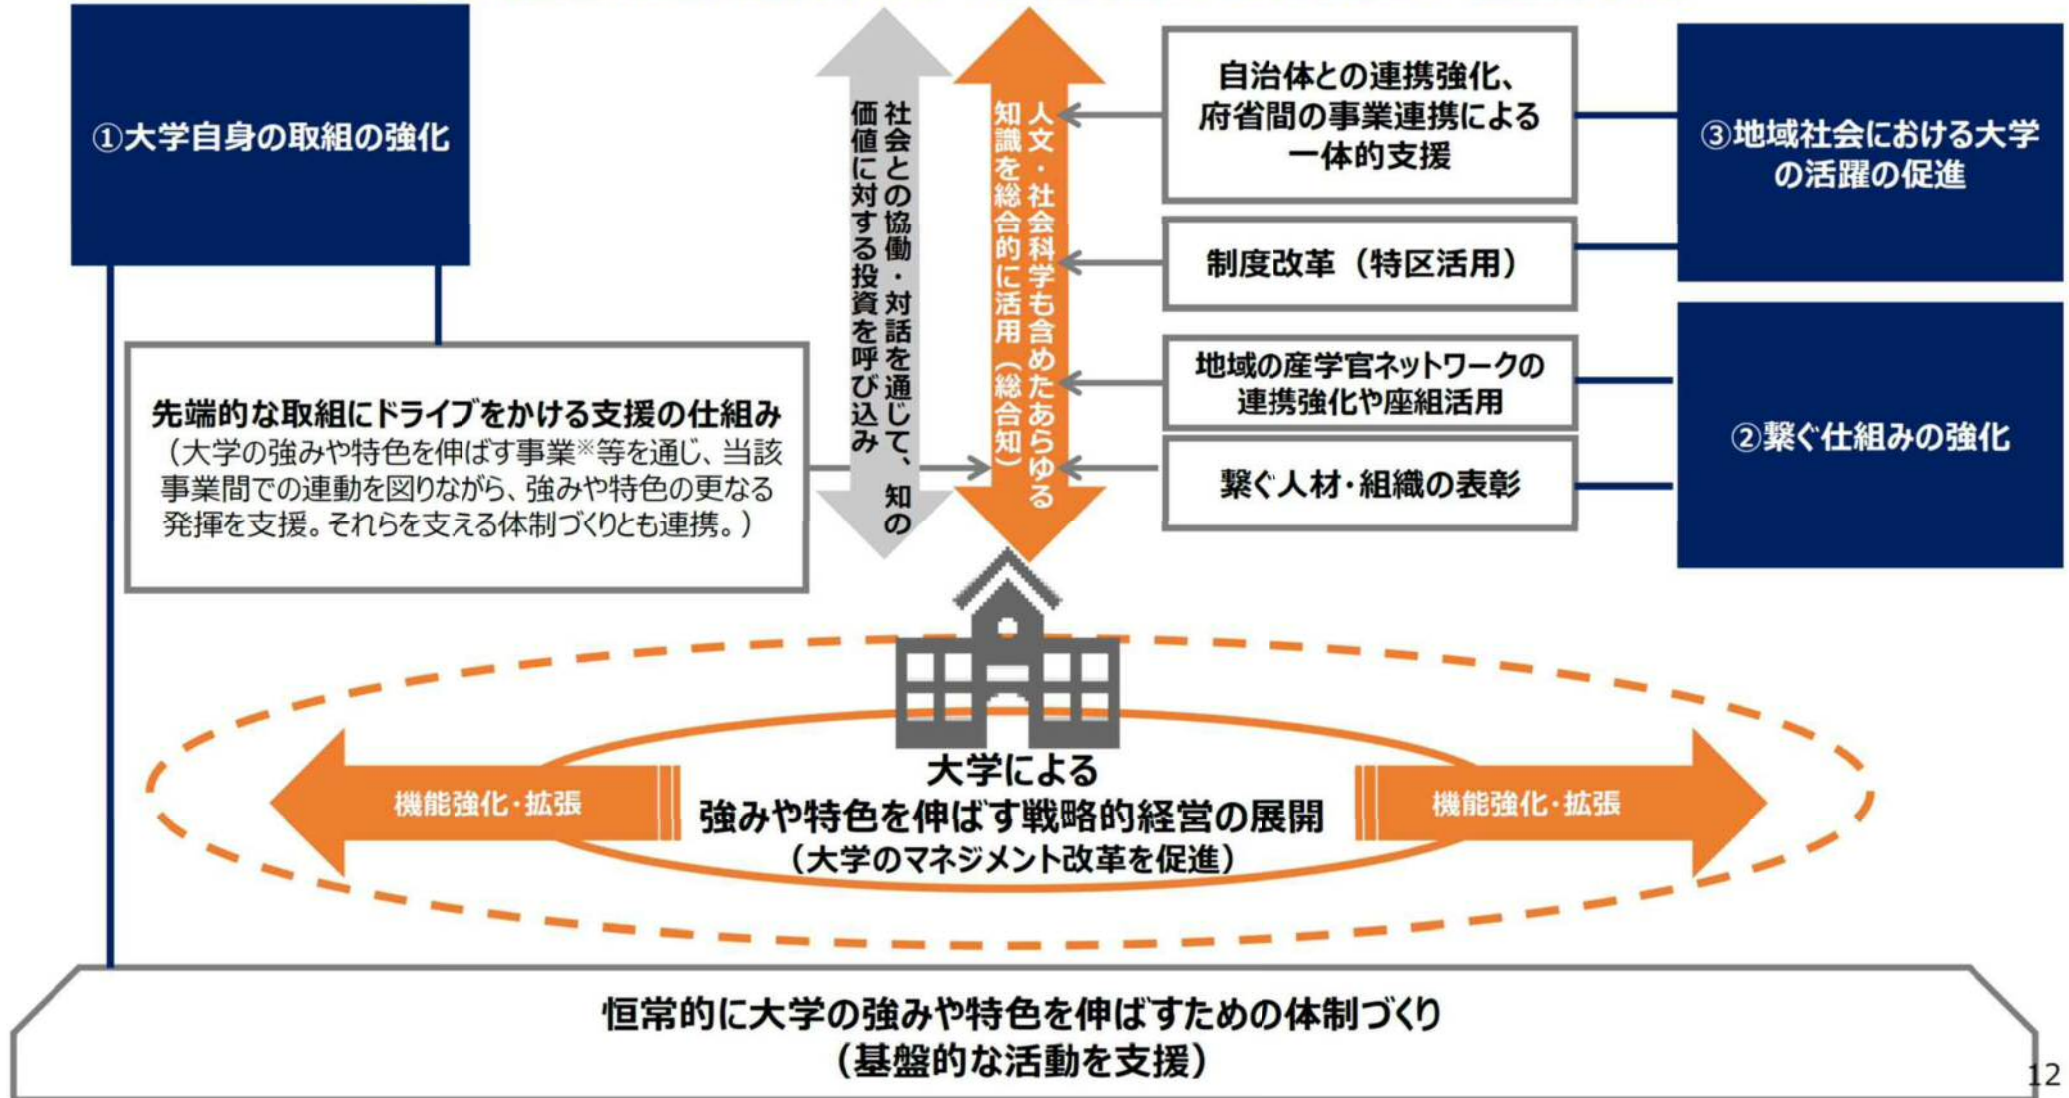 ①大学自身の取組の強化
先端的な取組にドライブをかける支援の仕組み
（大学の強みや特色を伸ばす事業※等を通じ、当該
事業間での連動を図りながら、強みや特色の更なる
発揮を支援。それらを支える体制づくりとも連携。）
社会との協働・対話を通じて、知の
価値に対する投資を呼び込み
人文・社会科学も含めたあらゆる
知識を総合的に活用（総合知）
自治体との連携強化、
府省間の事業連携による
一体的支援
制度改革（特区活用）
③地域社会における大学
の活躍の促進
地域の産学官ネットワークの
連携強化や座組活用
繋ぐ人材・組織の表彰
②繋ぐ仕組みの強化
機能強化・拡張
大学による
強みや特色を伸ばす戦略的経営の展開
（大学のマネジメント改革を促進）
機能強化・拡張
恒常的に大学の強みや特色を伸ばすための体制づくり
（基盤的な活動を支援）
12